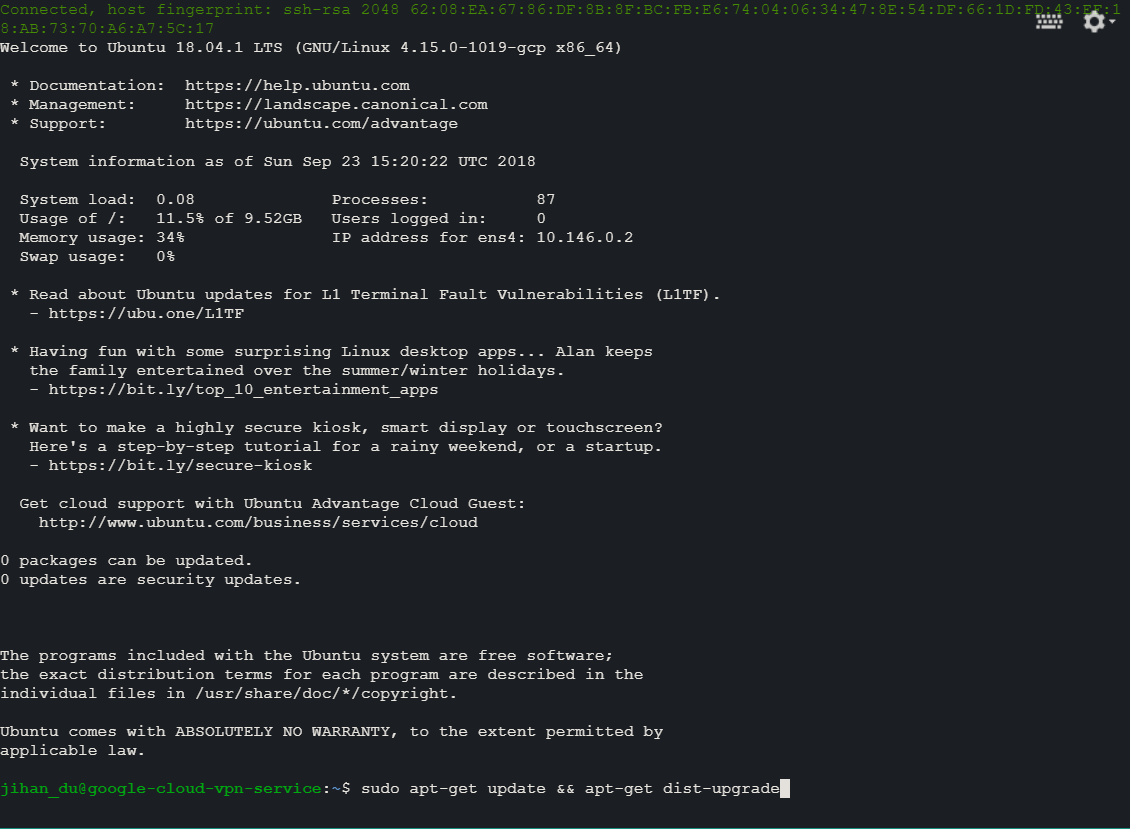 Connected, host fingerprint: ssh-rsa 2048 62:08:EA:67:86:DF:8B:8F:BC:FB:E6:74:04:06:34:47:8E:54:DF:66:1D:FD:43:EE:1
8:AB:73:70:A6:A7:5C:17
Welcome to Ubuntu 18.04.1 LTS (GNU/Linux 4.15.0-1019-gcp x86_64)
* Documentation:  https://help.ubuntu.com
* Management:     https://landscape.canonical.com
* Support:        https://ubuntu.com/advantage
System information as of Sun Sep 23 15:20:22 UTC 2018
System load:  0.08              Processes:           87
Usage of /:   11.5% of 9.52GB   Users logged in:     0
Memory usage: 34%               IP address for ens4: 10.146.0.2
Swap usage:   0%
* Read about Ubuntu updates for L1 Terminal Fault Vulnerabilities (L1TF).
- https://ubu.one/L1TF
* Having fun with some surprising Linux desktop apps... Alan keeps
the family entertained over the summer/winter holidays.
- https://bit.ly/top_10_entertainment_apps
* Want to make a highly secure kiosk, smart display or touchscreen?
Here's a step-by-step tutorial for a rainy weekend, or a startup.
- https://bit.ly/secure-kiosk
Get cloud support with Ubuntu Advantage Cloud Guest:
http://www.ubuntu.com/business/services/cloud
0 packages can be updated.
0 updates are security updates.
The programs included with the Ubuntu system are free software;
the exact distribution terms for each program are described in the
individual files in /usr/share/doc/*/copyright.
Ubuntu comes with ABSOLUTELY NO WARRANTY, to the extent permitted by
applicable law.
jihan_du@google-cloud-vpn-service:~$ sudo apt-get update && apt-get dist-upgrade